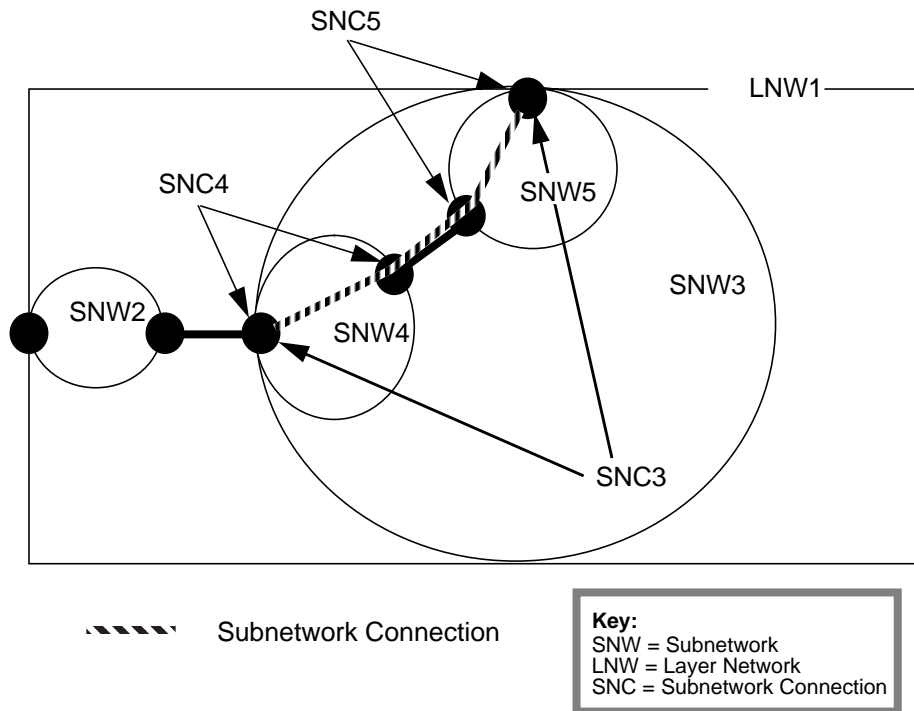 SNC5
LNW1
SNC4
SNW5
SNW3
SNW2
SNW4
SNC3
Subnetwork Connection
Key:
SNW = Subnetwork
LNW = Layer Network
SNC = Subnetwork Connection